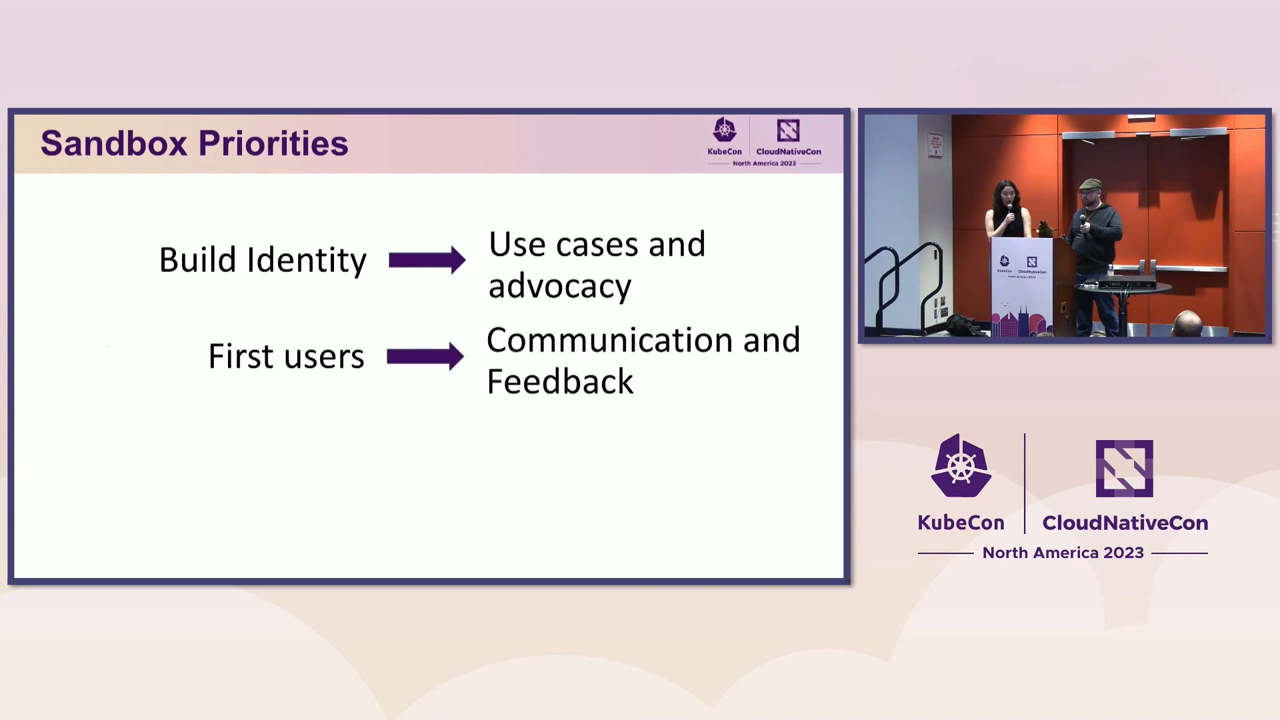 Sandbox Priorities
KubeCon
CloudNativeCon
North America 2023
Build Identity
Use cases and
advocacy
First users
Communication and
Feedback
KubeCon
CloudNativeCon
North America 2023